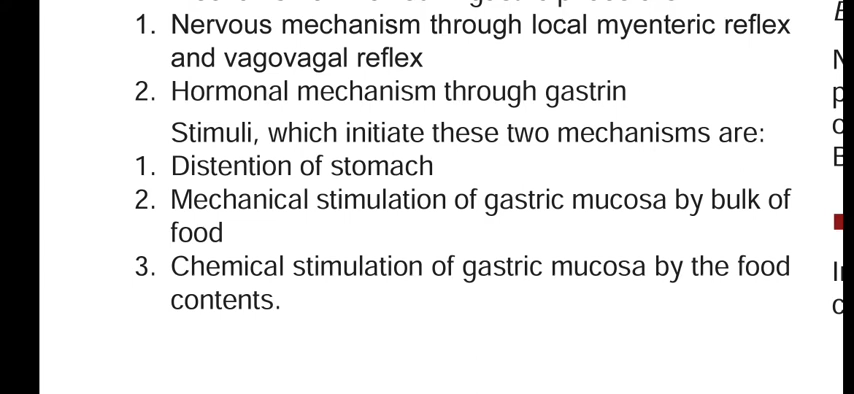 1. Nervous mechanism through local myenteric reflex
and vagovagal reflex
2. Hormonal mechanism through gastrin
Stimuli, which initiate these two mechanisms are:
1. Distention of stomach
2. Mechanical stimulation of gastric mucosa by bulk of
food
3. Chemical stimulation of gastric mucosa by the food
contents.